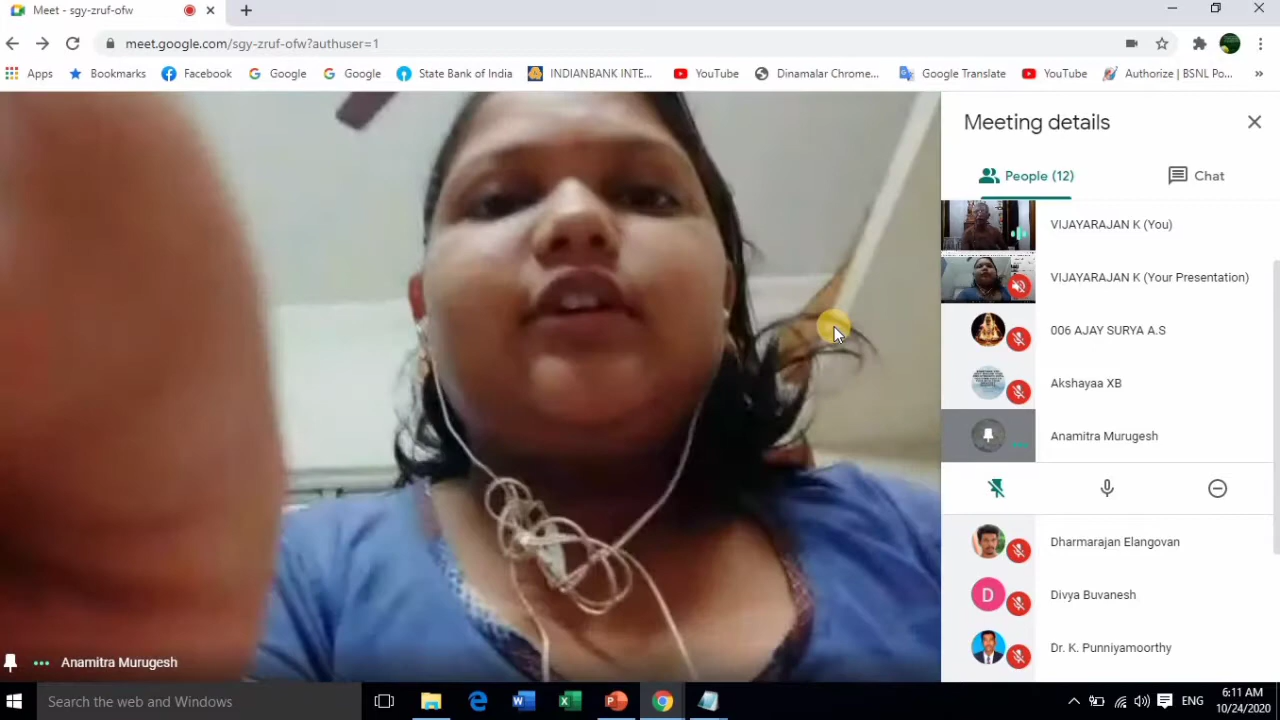 Meet - sgy-zruf-ofw
meet.google.com/sgy-zruf-ofw?authuser=1
Apps Bookmarks Facebook Google Google State Bank of India INDIANBANK INTE... YouTube Dinamalar Chrome... Google Translate YouTube Authorize | BSNL Po... »
Meeting details
People (12) Chat
VIJAYARAJAN K (You)
VIJAYARAJAN K (Your Presentation)
006 AJAY SURYA A.S
Akshayaa XB
Anamitra Murugesh
Dharmarajan Elangovan
D Divya Buvanesh
Dr. K. Punniyamoorthy
Anamitra Murugesh
Search the web and Windows
ENG
6:11 AM
10/24/2020